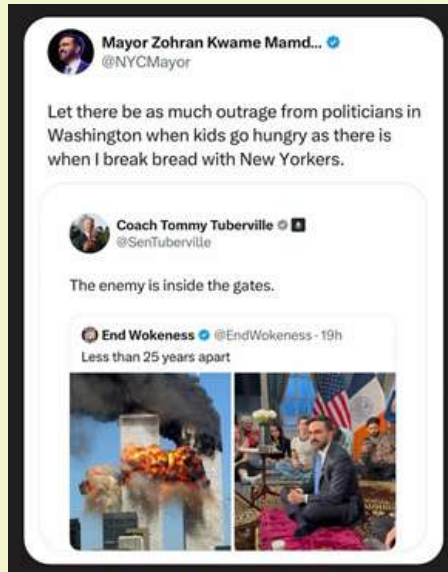 Mayor Zohran Kwame Mamd...
@NYCMayor
Let there be as much outrage from politicians in
Washington when kids go hungry as there is
when I break bread with New Yorkers.
Coach Tommy Tuberville
@SenTuberville
The enemy is inside the gates.
End Wokeness @EndWokeness · 19h
Less than 25 years apart